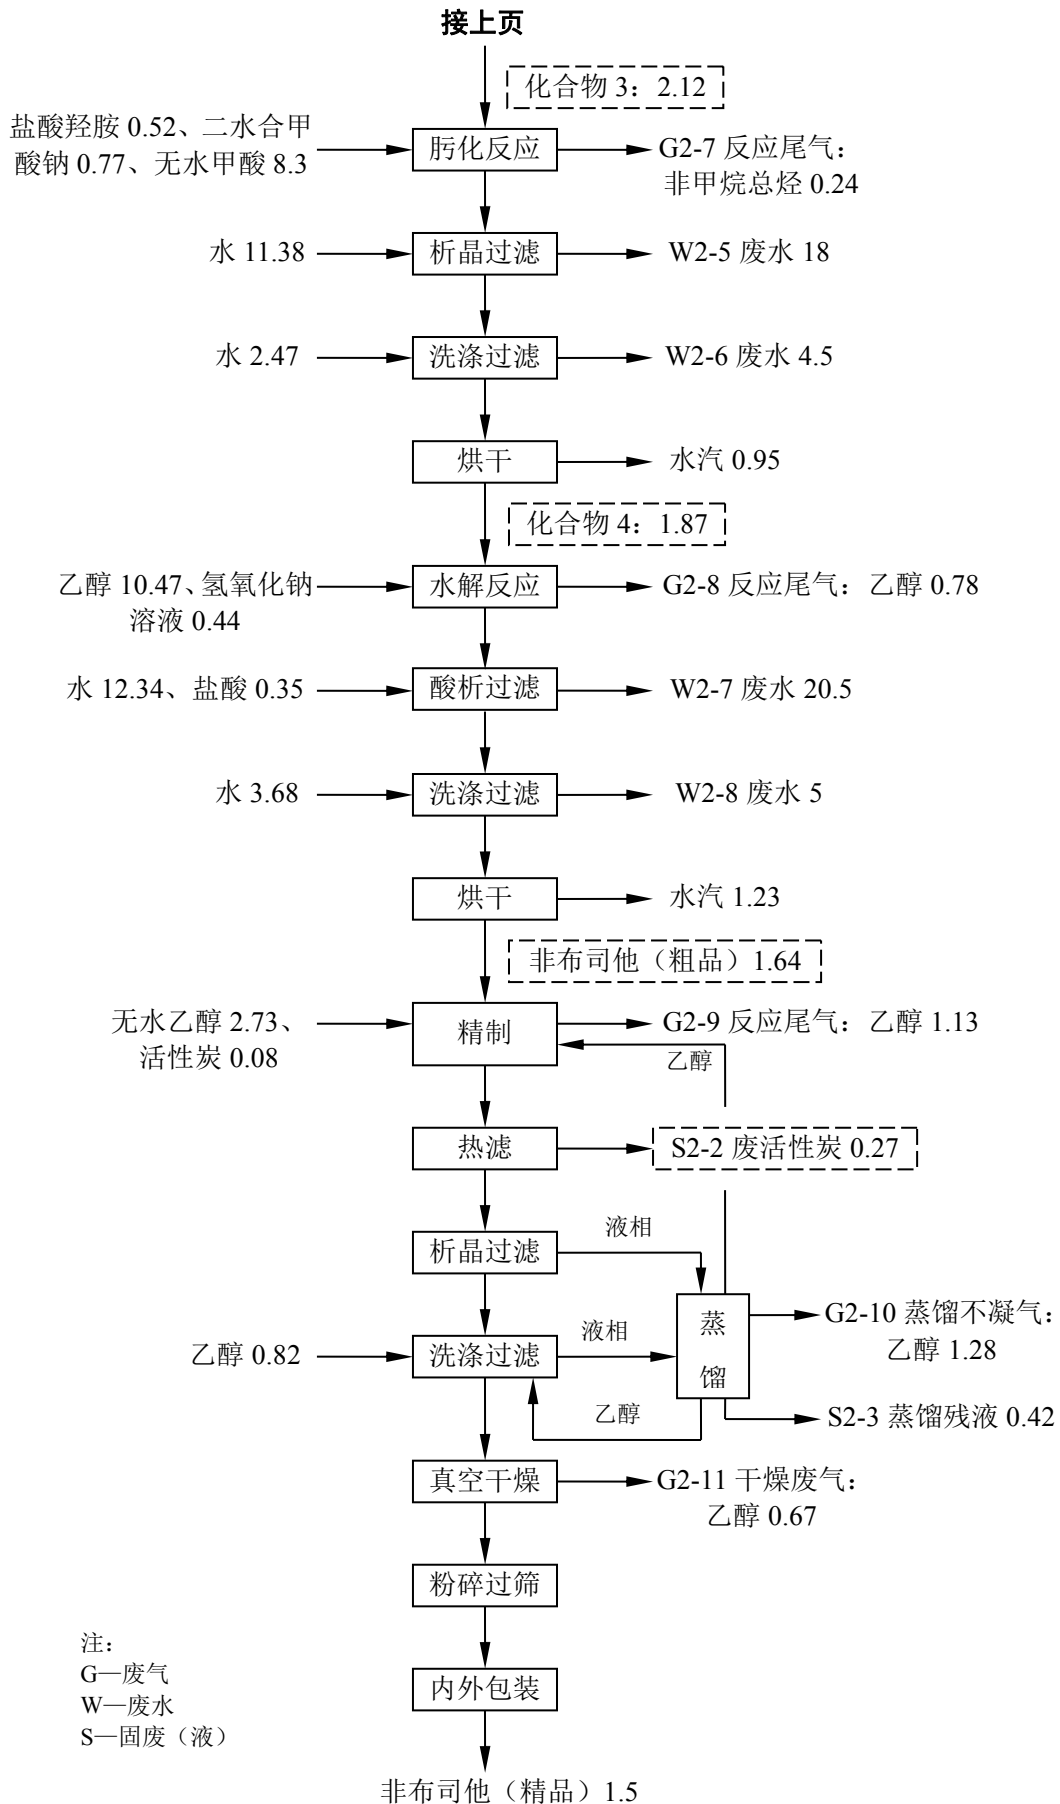 接上页
化合物 3：2.12
盐酸羟胺 0.52、二水合甲
酸钠 0.77、无水甲酸 8.3
肟化反应
G2-7 反应尾气：
非甲烷总烃 0.24
水 11.38
析晶过滤
W2-5 废水 18
水 2.47
洗涤过滤
W2-6 废水 4.5
烘干
水汽 0.95
化合物 4：1.87
乙醇 10.47、氢氧化钠
溶液 0.44
水解反应
G2-8 反应尾气：乙醇 0.78
水 12.34、盐酸 0.35
酸析过滤
W2-7 废水 20.5
水 3.68
洗涤过滤
W2-8 废水 5
烘干
水汽 1.23
非布司他（粗品）1.64
无水乙醇 2.73、
活性炭 0.08
精制
G2-9 反应尾气：乙醇 1.13
乙醇
热滤
S2-2 废活性炭 0.27
析晶过滤
液相
乙醇 0.82
洗涤过滤
液相
蒸
馏
G2-10 蒸馏不凝气：
乙醇 1.28
乙醇
S2-3 蒸馏残液 0.42
真空干燥
G2-11 干燥废气：
乙醇 0.67
粉碎过筛
内外包装
注：
G—废气
W—废水
S—固废（液）
非布司他（精品）1.5